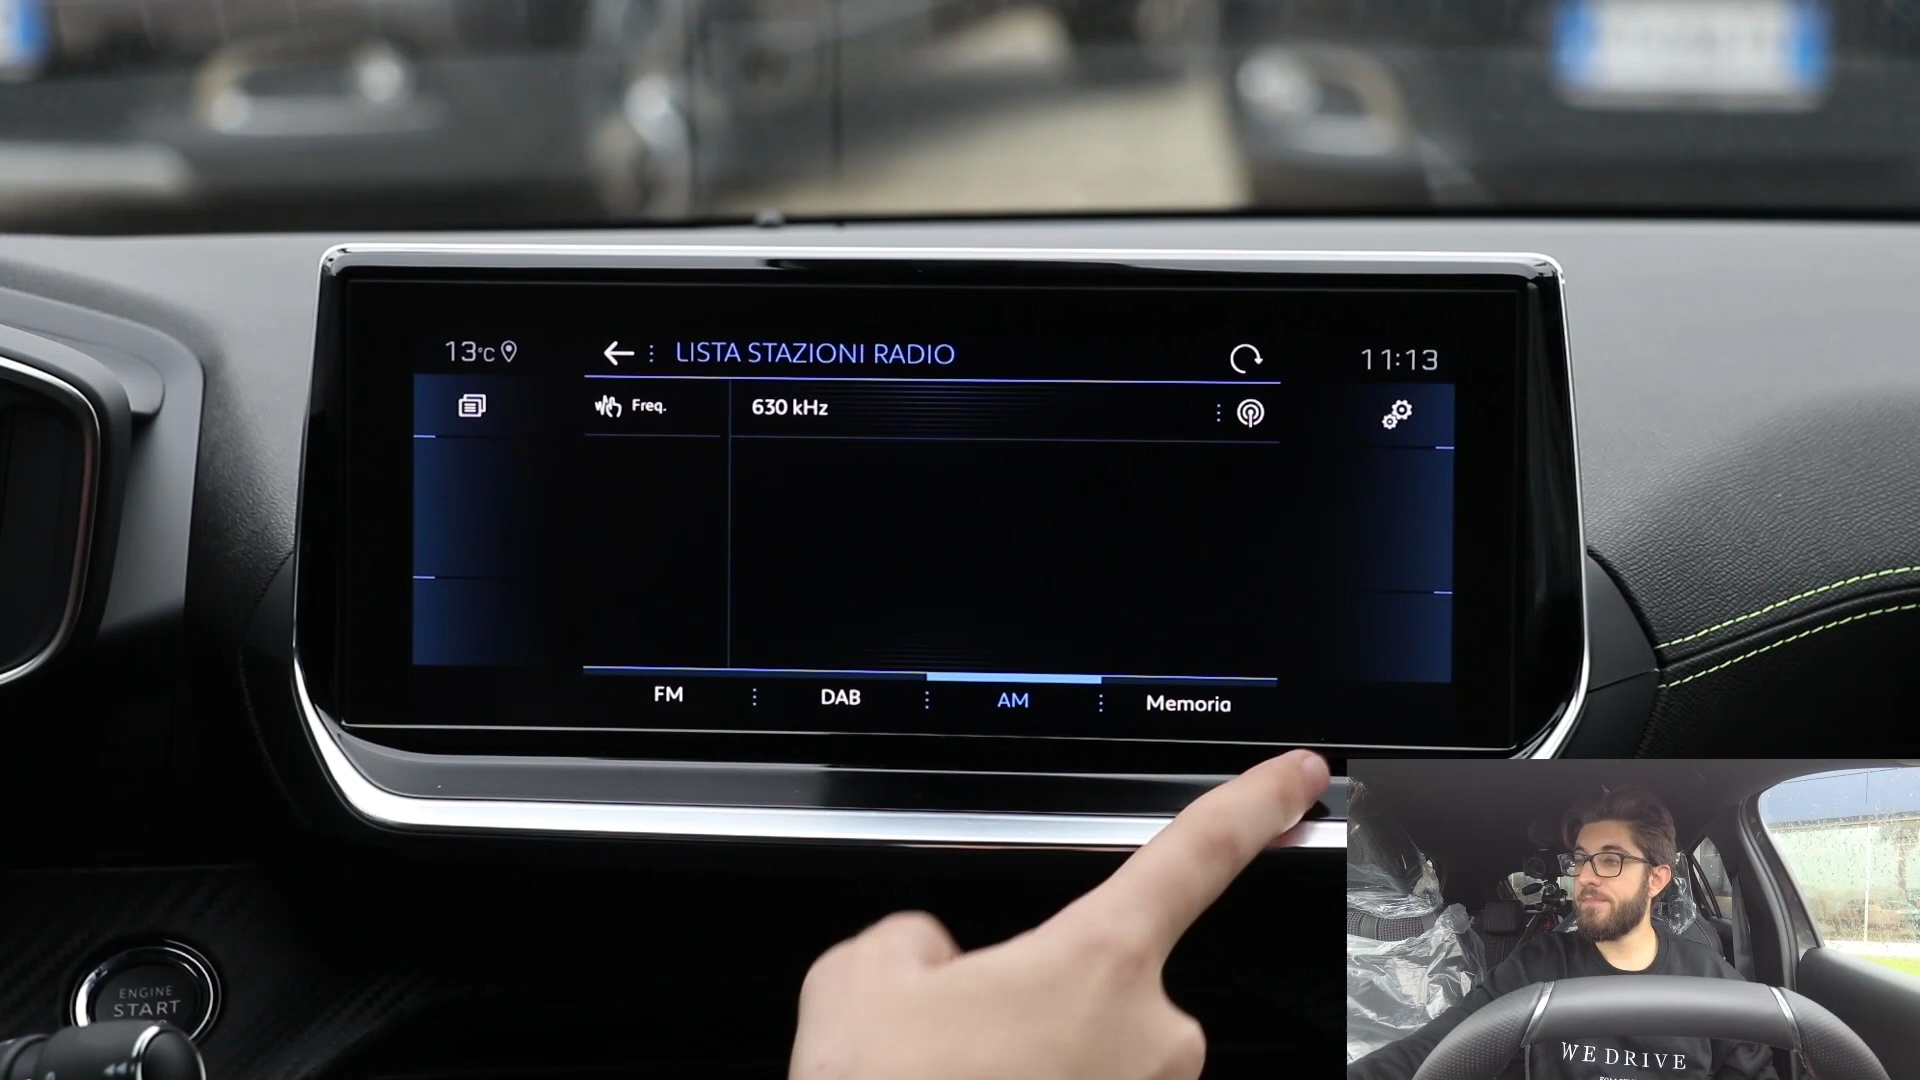 13°C
LISTA STAZIONI RADIO
11:13
Freq.
630 kHz
FM
DAB
AM
Memoria
ENGINE
START
WE DRIVE